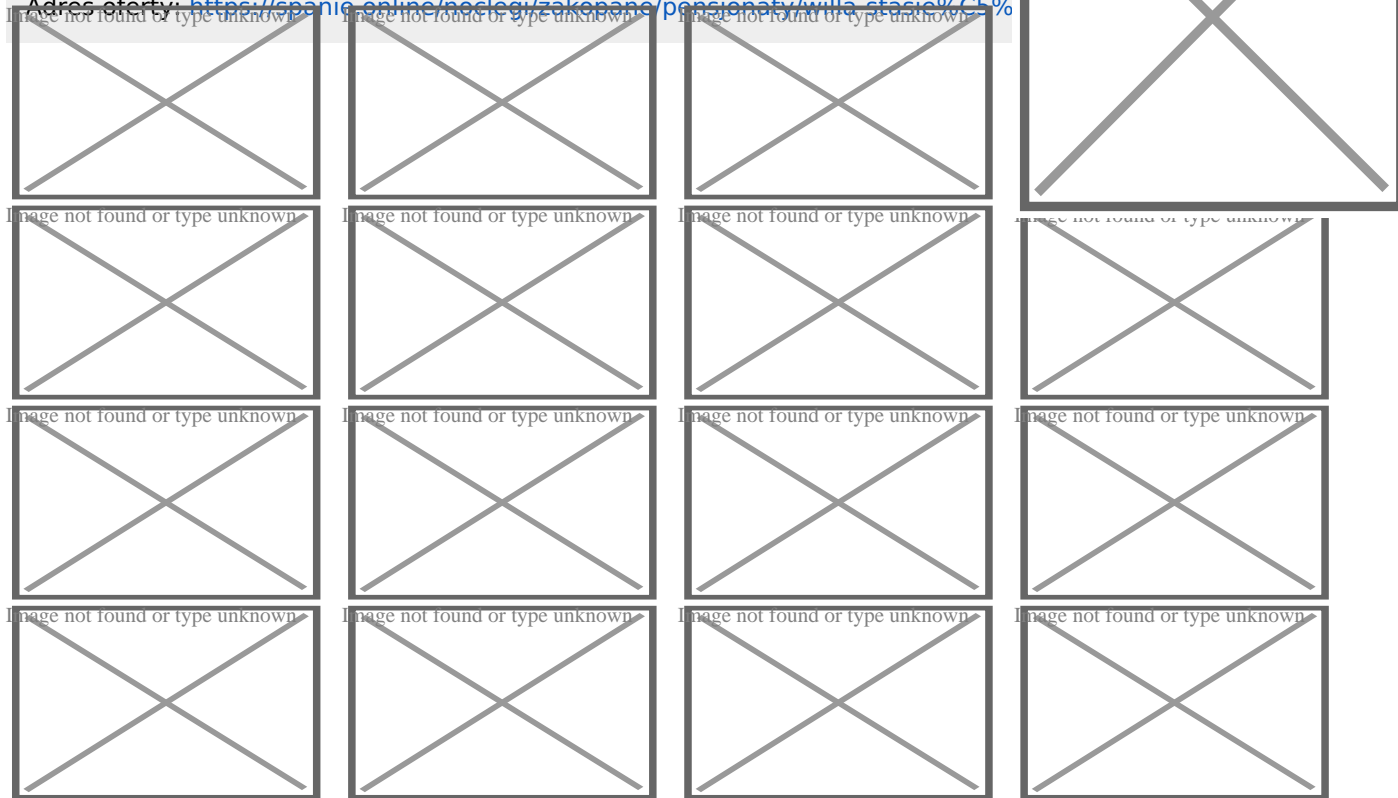 Adres oferty: https://spanie.online/noclegi/zakopane/pensjonaty/willa-stasie%C5%
Image not found or type unknown Image not found or type unknown Image not found or type unknown
Image not found or type unknown Image not found or type unknown Image not found or type unknown Image not found or type unknown
Image not found or type unknown Image not found or type unknown Image not found or type unknown Image not found or type unknown
Image not found or type unknown Image not found or type unknown Image not found or type unknown Image not found or type unknown